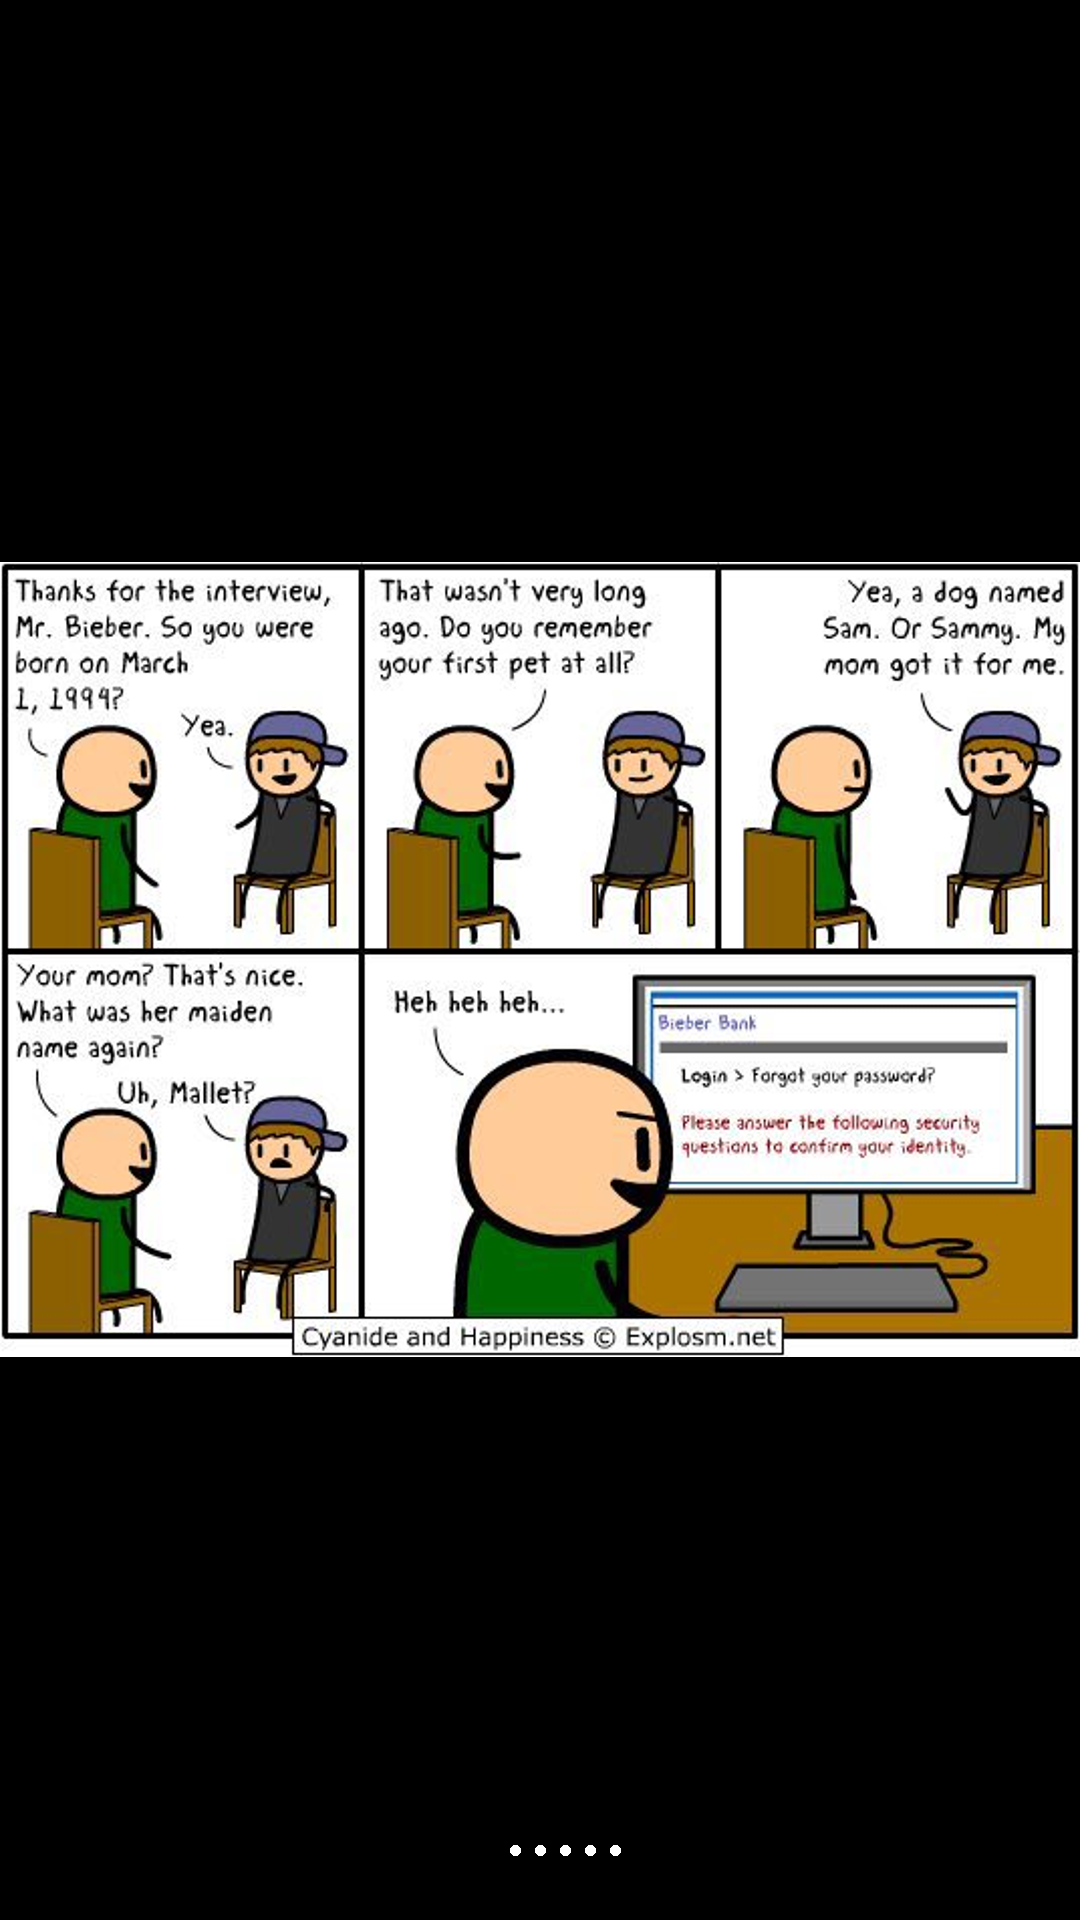 Thanks for the interview,
Mr. Bieber. So you were
born on March
1, 1994?
Yea.
That wasn't very long
ago. Do you remember
your first pet at all?
Yea, a dog named
Sam. Or Sammy. My
mom got it for me.
Your mom? That's nice.
What was her maiden
name again?
Uh, Mallet?
Heh heh heh...
Bieber Bank
Login > Forgot your password?
Please answer the following security
questions to confirm your identity.
Cyanide and Happiness © Explosm.net